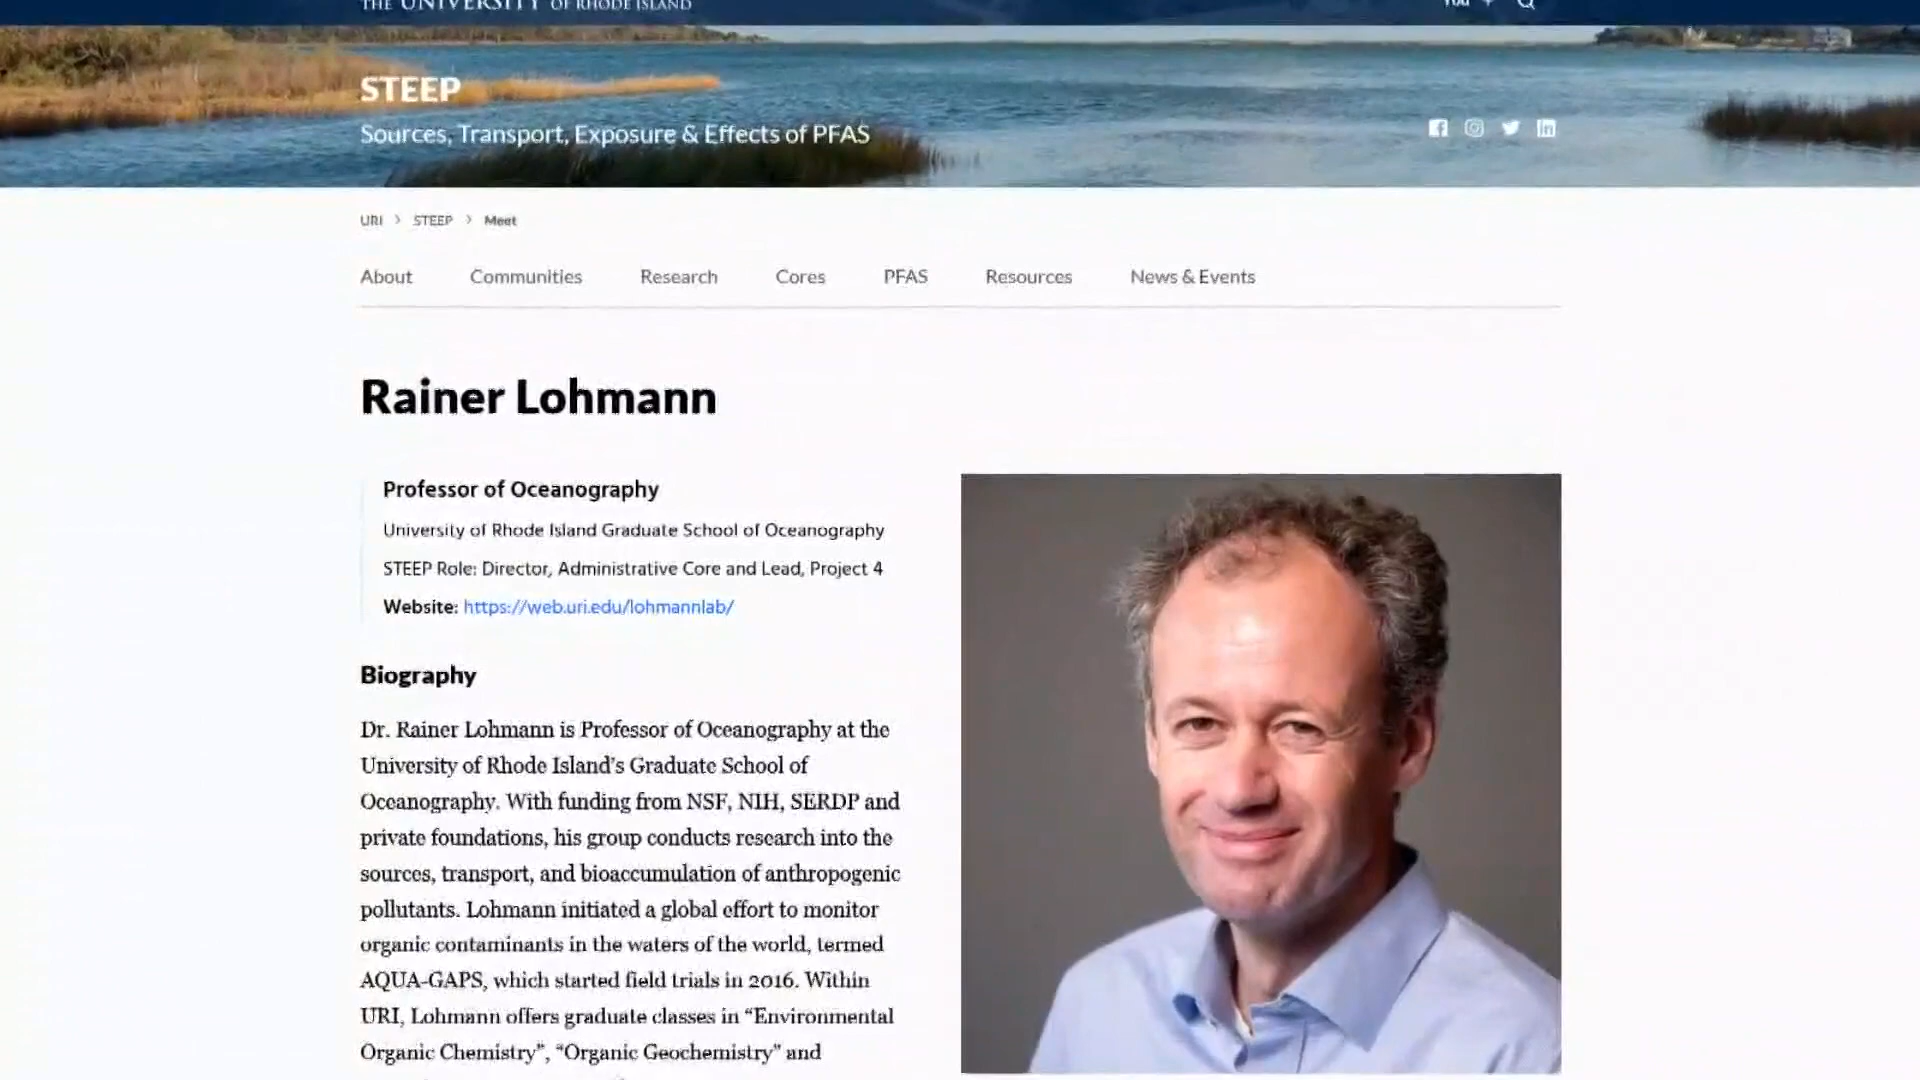 THE UNIVERSITY OF RHODE ISLAND
You +
STEEP
Sources, Transport, Exposure & Effects of PFAS
URI > STEEP > Meet
About Communities Research Cores PFAS Resources News & Events
Rainer Lohmann
Professor of Oceanography
University of Rhode Island Graduate School of Oceanography
STEEP Role: Director, Administrative Core and Lead, Project 4
Website: https://web.uri.edu/lohmannlab/
Biography
Dr. Rainer Lohmann is Professor of Oceanography at the
University of Rhode Island’s Graduate School of
Oceanography. With funding from NSF, NIH, SERDP and
private foundations, his group conducts research into the
sources, transport, and bioaccumulation of anthropogenic
pollutants. Lohmann initiated a global effort to monitor
organic contaminants in the waters of the world, termed
AQUA-GAPS, which started field trials in 2016. Within
URI, Lohmann offers graduate classes in “Environmental
Organic Chemistry”, “Organic Geochemistry” and